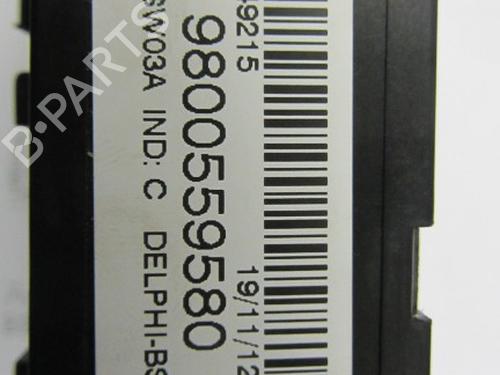 -9215
19/11/12
9800559580
SW03A IND: C DELPHI-BS
B-PARTS